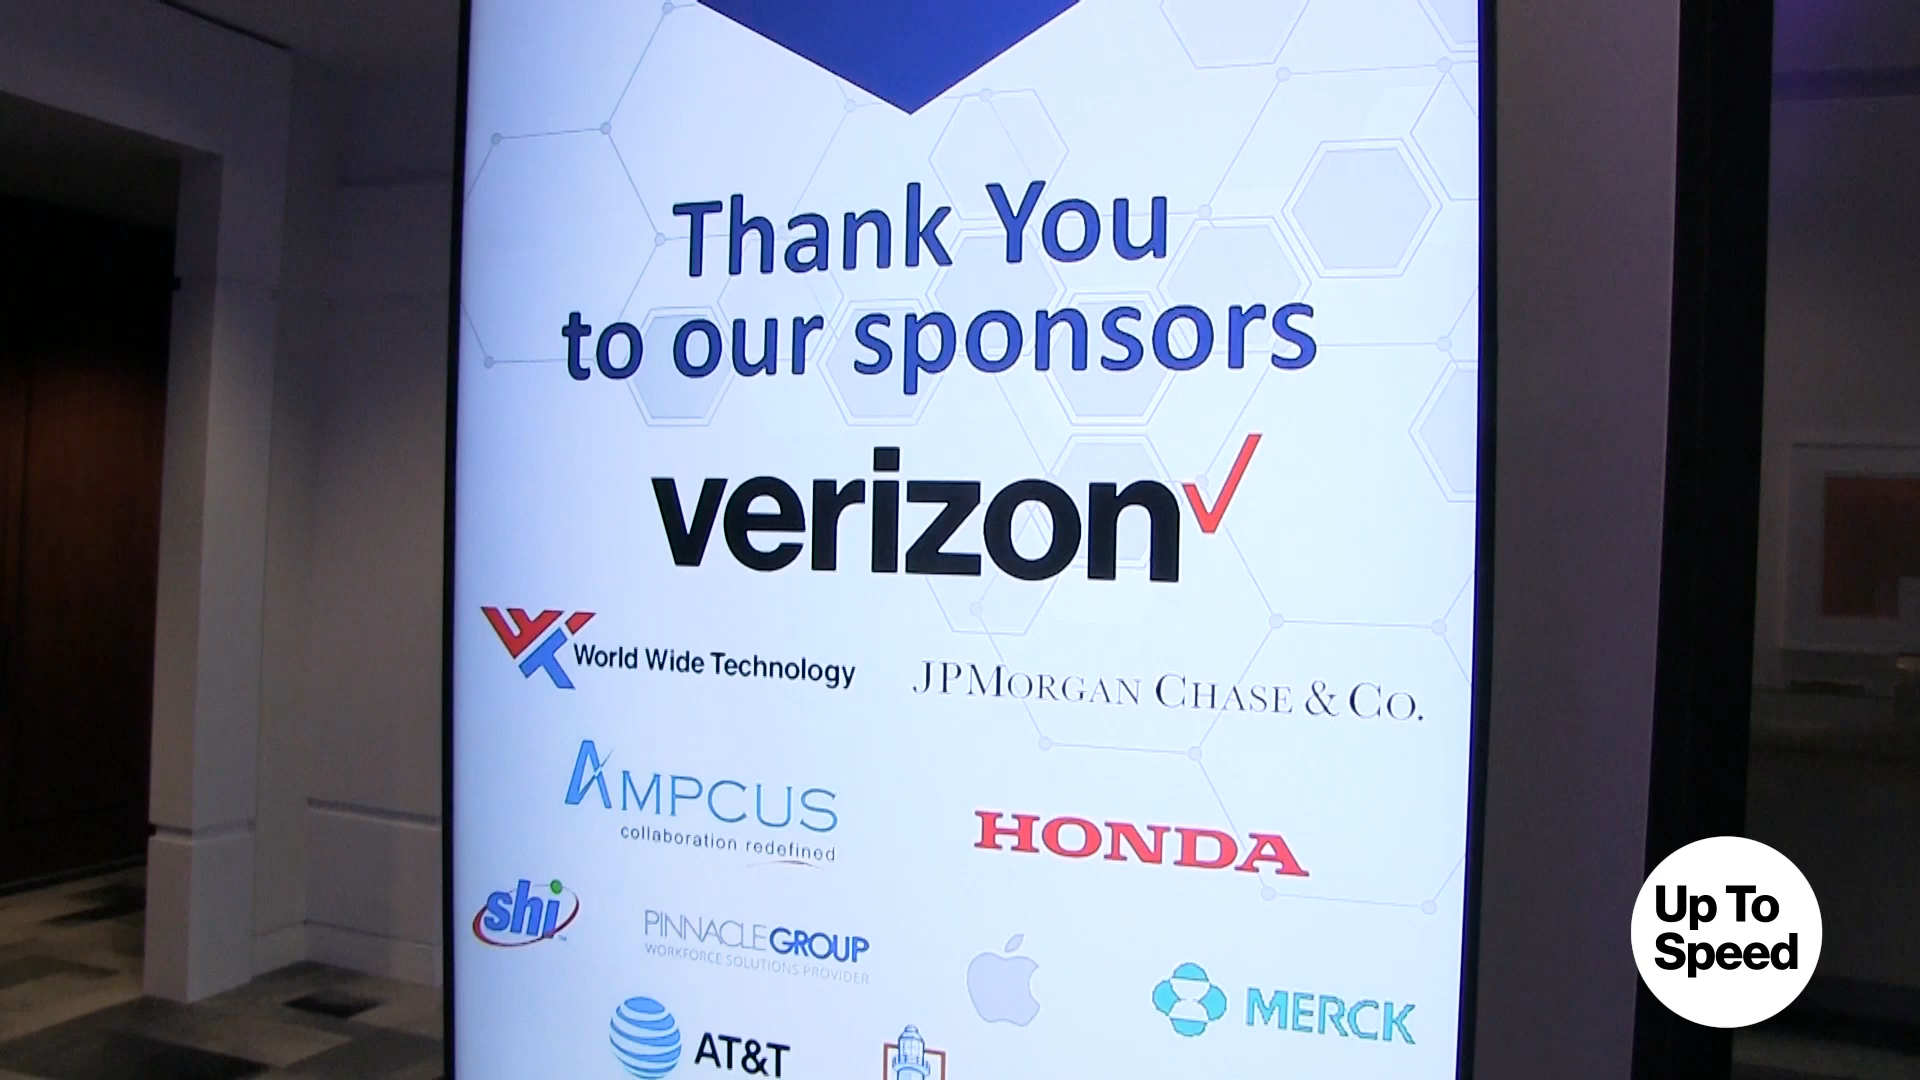 Thank You
to our sponsors
verizon
World Wide Technology
JPMORGAN CHASE & CO.
AMPCUS
collaboration redefined
HONDA
shi
PINNACLE GROUP
WORKFORCE SOLUTIONS PROVIDER
MERCK
AT&T
Up To
Speed